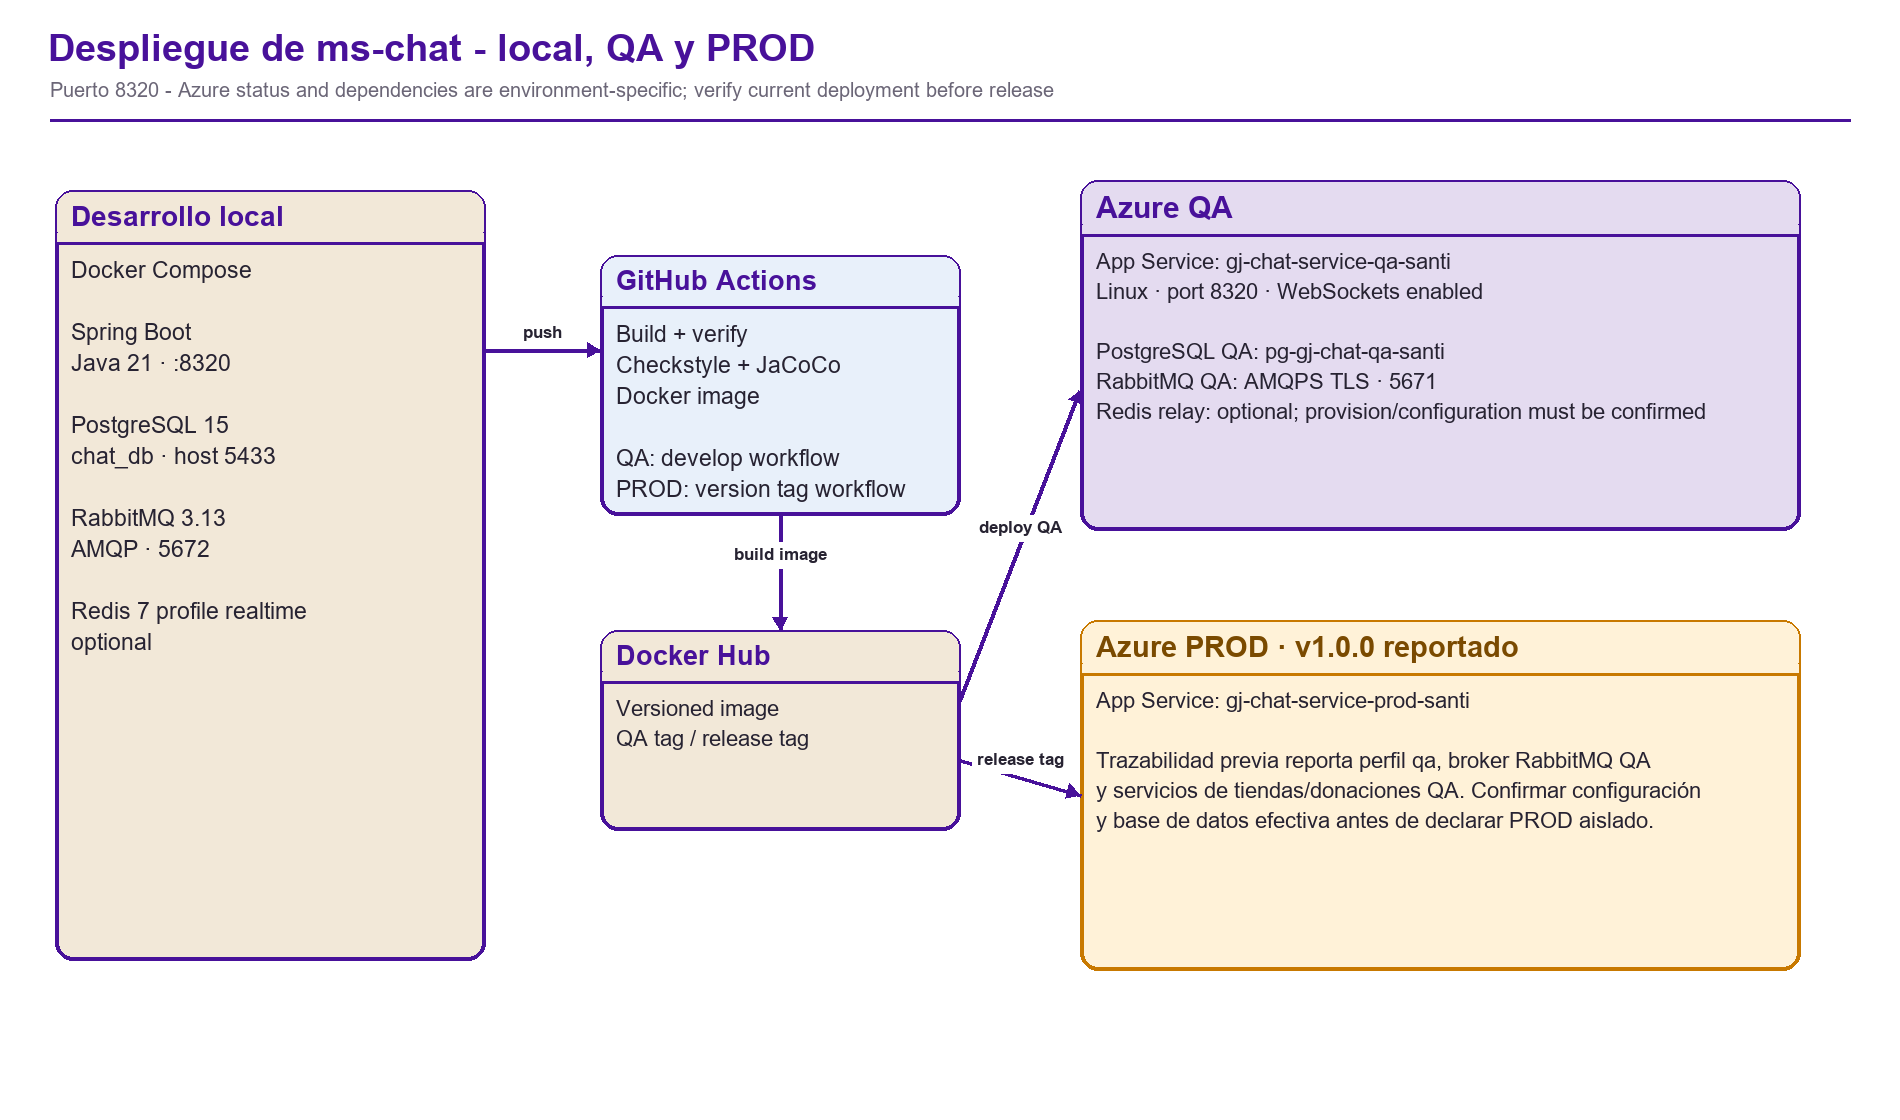 Despliegue de ms-chat - local, QA y PROD
Puerto 8320 - Azure status and dependencies are environment-specific; verify current deployment before release
Desarrollo local
Docker Compose
Spring Boot
Java 21 · :8320
PostgreSQL 15
chat_db · host 5433
RabbitMQ 3.13
AMQP · 5672
Redis 7 profile realtime
optional
push
GitHub Actions
Build + verify
Checkstyle + JaCoCo
Docker image
QA: develop workflow
PROD: version tag workflow
build image
Docker Hub
Versioned image
QA tag / release tag
deploy QA
release tag
Azure QA
App Service: gj-chat-service-qa-santi
Linux · port 8320 · WebSockets enabled
PostgreSQL QA: pg-gj-chat-qa-santi
RabbitMQ QA: AMQPS TLS · 5671
Redis relay: optional; provision/configuration must be confirmed
Azure PROD · v1.0.0 reportado
App Service: gj-chat-service-prod-santi
Trazabilidad previa reporta perfil qa, broker RabbitMQ QA
y servicios de tiendas/donaciones QA. Confirmar configuración
y base de datos efectiva antes de declarar PROD aislado.